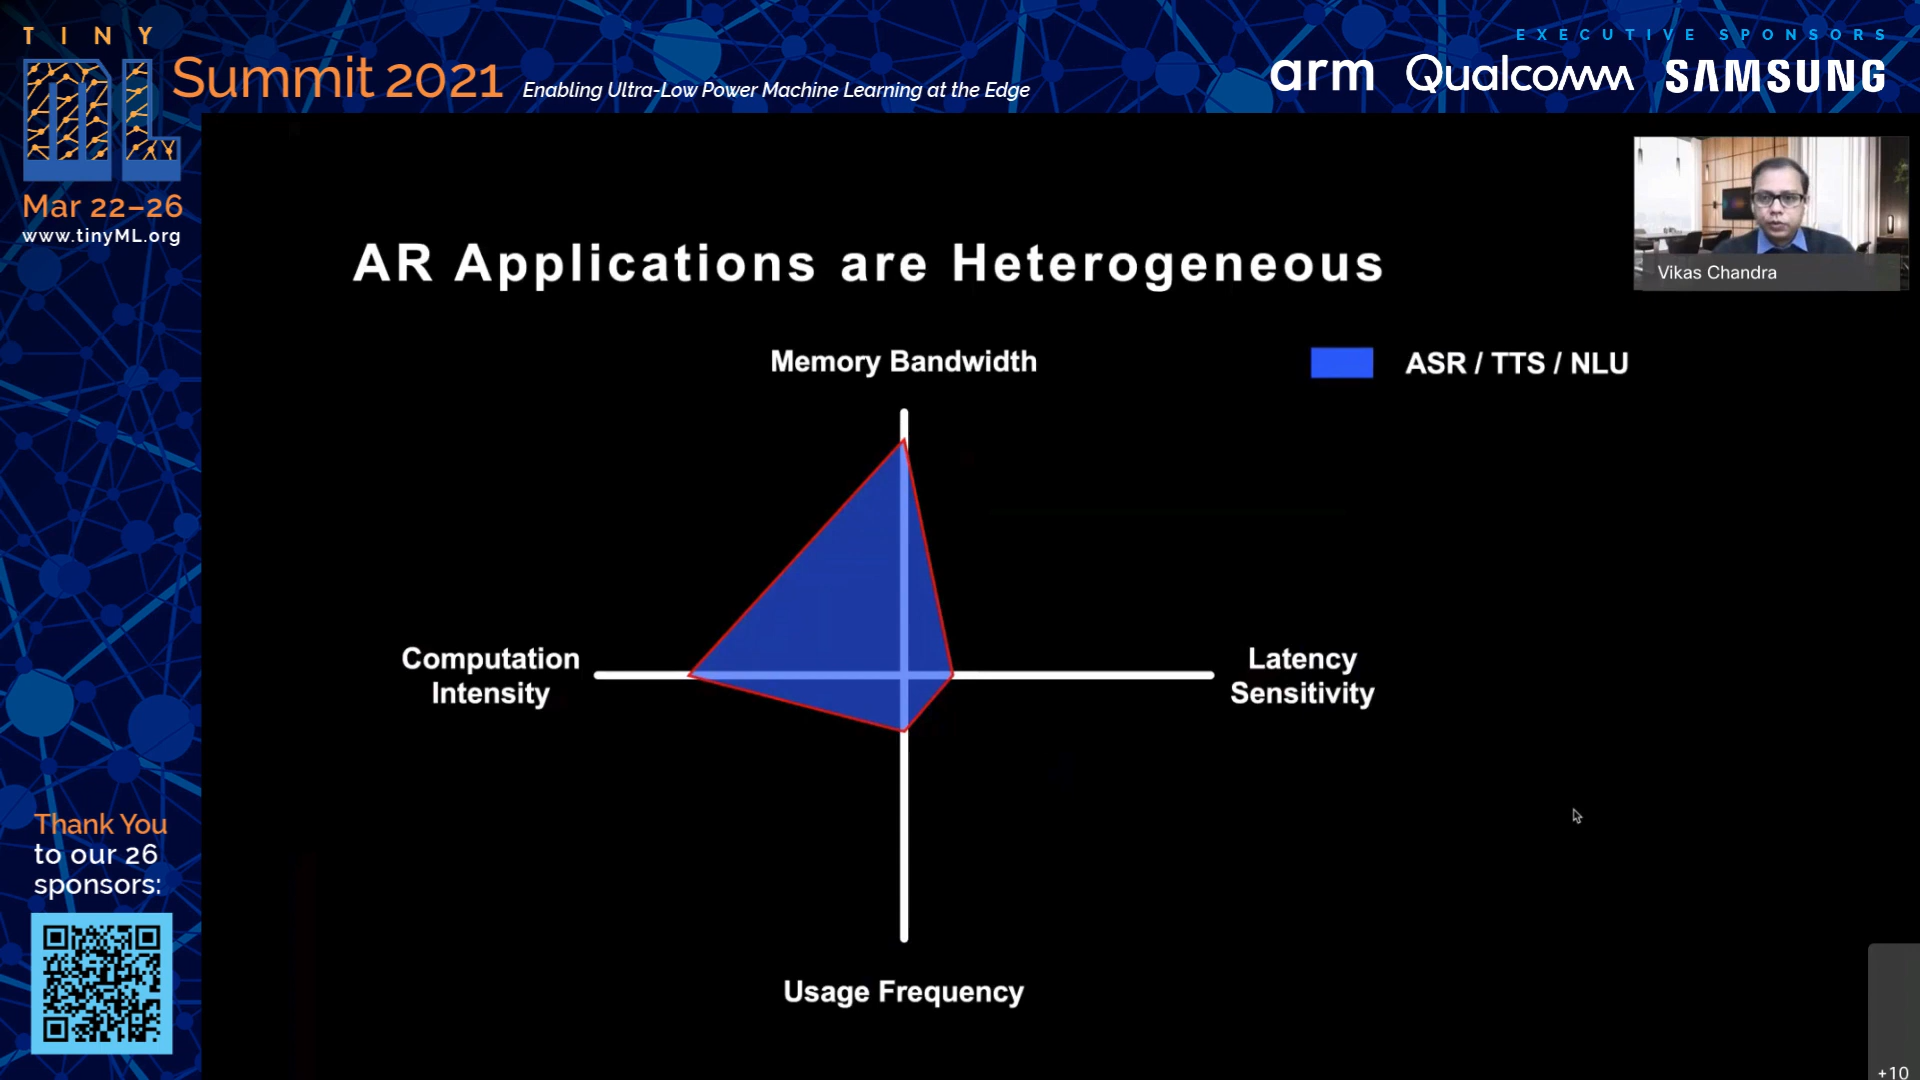 TINY
ML
Summit 2021
Enabling Ultra-Low Power Machine Learning at the Edge
EXECUTIVE SPONSORS
arm
Qualcomm
SAMSUNG
Mar 22–26
www.tinyML.org
Vikas Chandra
AR Applications are Heterogeneous
Memory Bandwidth
ASR / TTS / NLU
Computation
Intensity
Latency
Sensitivity
Usage Frequency
Thank You
to our 26
sponsors:
+10